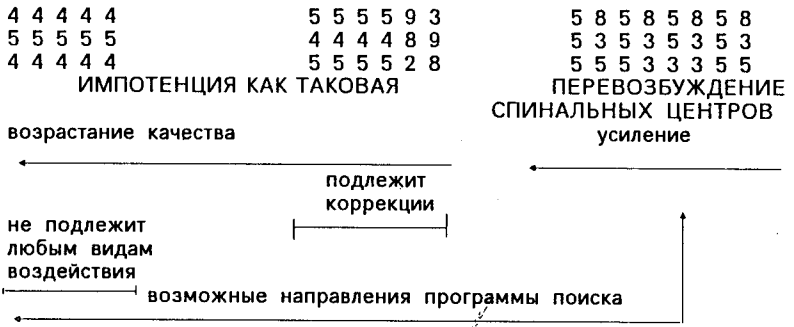 4 4 4 4 4 5 5 5 5 9 3 5 8 5 8 5 8 5 8
5 5 5 5 5 4 4 4 4 8 9 5 3 5 3 5 3 5 3
4 4 4 4 4 5 5 5 5 2 8 5 5 5 3 3 3 5 5
ИМПОТЕНЦИЯ КАК ТАКОВАЯ
ПЕРЕВОЗБУЖДЕНИЕ
СПИНАЛЬНЫХ ЦЕНТРОВ
возрастание качества
усиление
подлежит
коррекции
не подлежит
любым видам
воздействия
возможные направления программы поиска